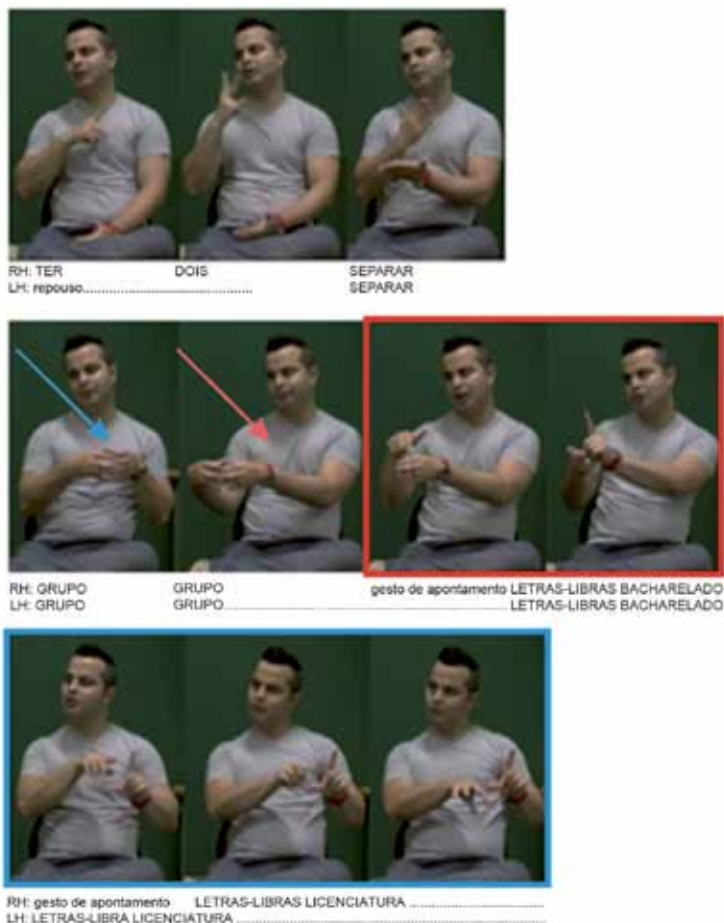 RH: TER DOIS SEPARAR
LH: repouso................................................ SEPARAR
RH: GRUPO GRUPO gesto de apontamento LETRAS-LIBRAS BACHARELADO
LH: GRUPO GRUPO........................................................................ LETRAS-LIBRAS BACHARELADO
RH: gesto de apontamento LETRAS-LIBRAS LICENCIATURA ....................................
LH: LETRAS-LIBRA LICENCIATURA ................................................................................